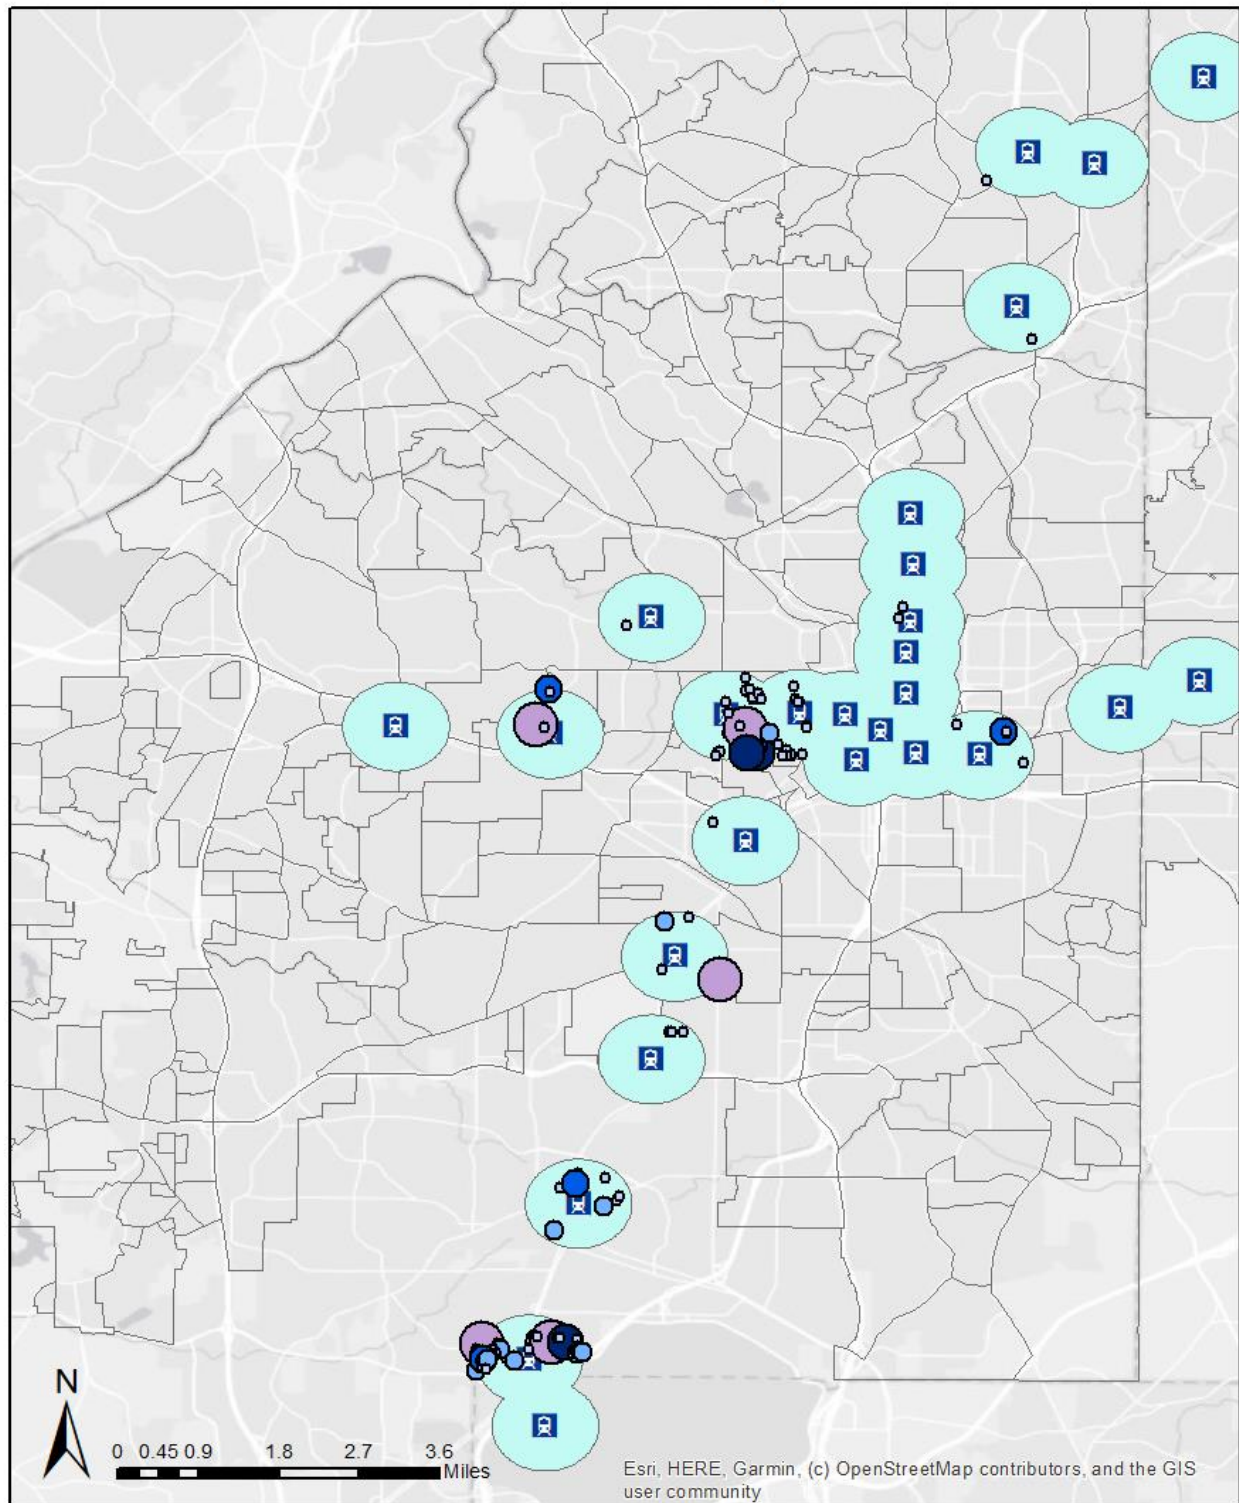 N
0 0.45 0.9 1.8 2.7 3.6
Miles
Esri, HERE, Garmin, (c) OpenStreetMap contributors, and the GIS
user community